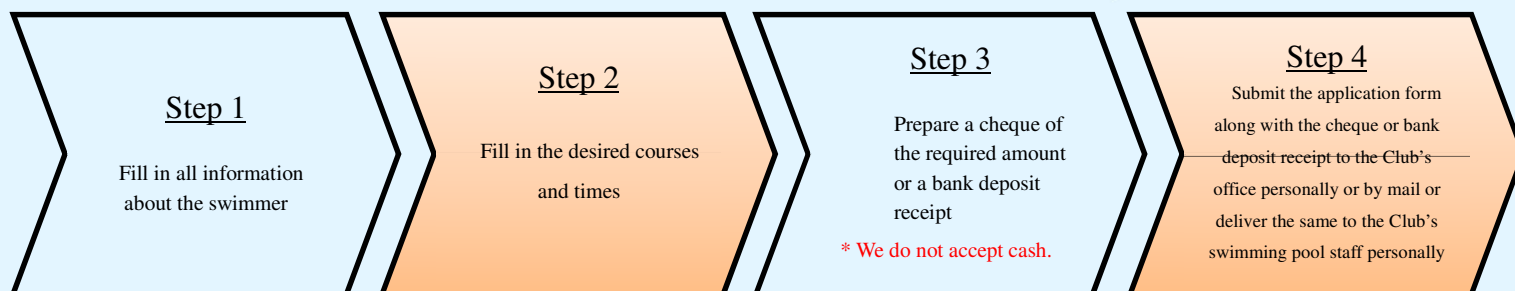 Step 1
Fill in all information
about the swimmer
Step 2
Fill in the desired courses
and times
Step 3
Prepare a cheque of
the required amount
or a bank deposit
receipt
* We do not accept cash.
Step 4
Submit the application form
along with the cheque or bank
deposit receipt to the Club’s
office personally or by mail or
deliver the same to the Club’s
swimming pool staff personally